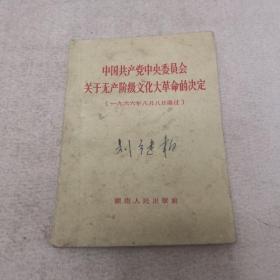 中国共产党中央委员会
关于无产阶级文化大革命的决定
(一九六六年八月八日通过)
湖南人民出版社